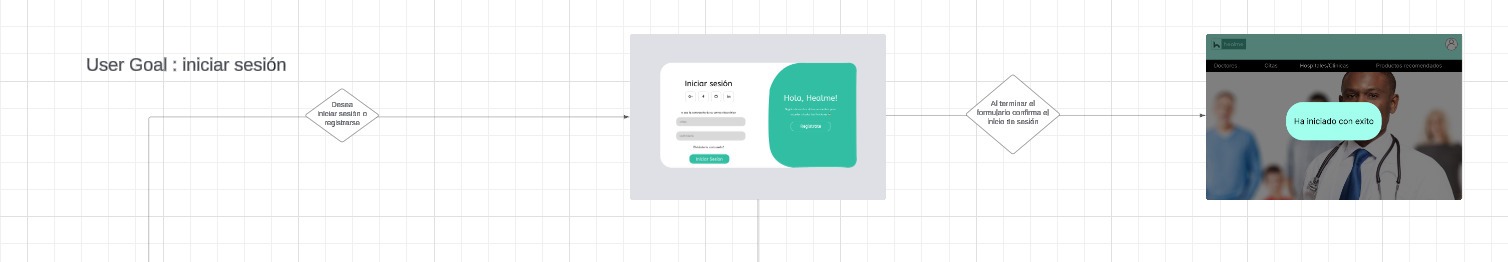 User Goal : iniciar sesión
Desea
iniciar sesión o
registrarse
Iniciar sesión
Hola, Healme!
Regístrate
Iniciar Sesión
Al terminar el
formulario confirma el
inicio de sesión
Healme
Doctores
Citas
Hospitales/Clínicas
Productos recomendados
Ha iniciado con exito